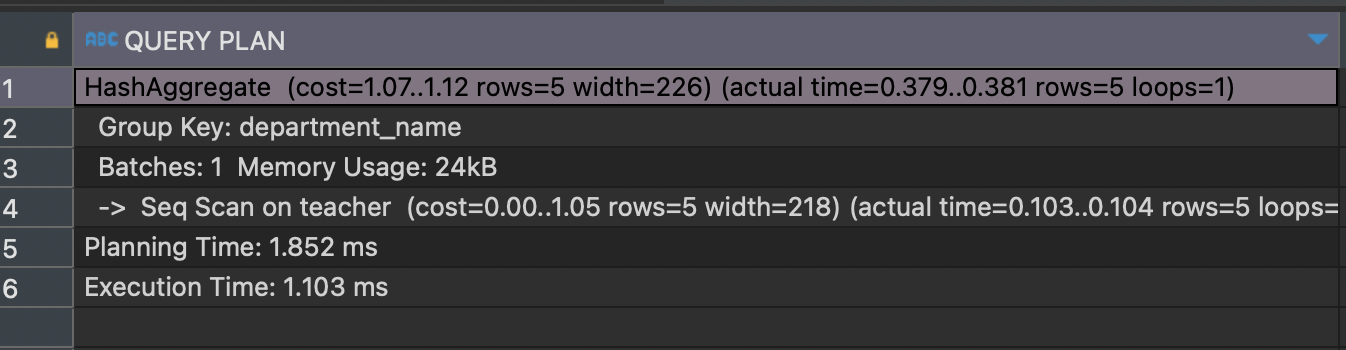 ABC QUERY PLAN
1 HashAggregate (cost=1.07..1.12 rows=5 width=226) (actual time=0.379..0.381 rows=5 loops=1)
2 Group Key: department_name
3 Batches: 1 Memory Usage: 24kB
4 -> Seq Scan on teacher (cost=0.00..1.05 rows=5 width=218) (actual time=0.103..0.104 rows=5 loops=
5 Planning Time: 1.852 ms
6 Execution Time: 1.103 ms